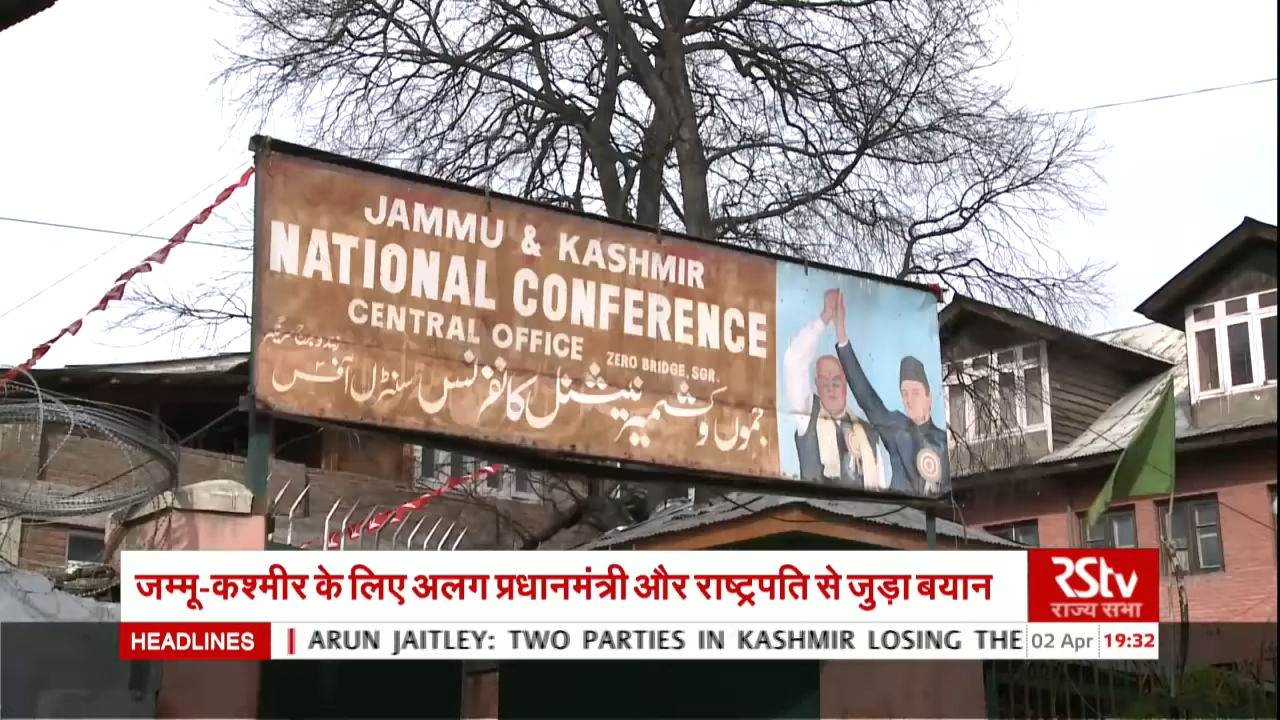 JAMMU & KASHMIR
NATIONAL CONFERENCE
CENTRAL OFFICE
ZERO BRIDGE, SGR.
جموں و کشمیر نیشنل کانفرنس سنٹرل آفس
जम्मू-कश्मीर के लिए अलग प्रधानमंत्री और राष्ट्रपति से जुड़ा बयान
RStv
राज्य सभा
HEADLINES
ARUN JAITLEY: TWO PARTIES IN KASHMIR LOSING THE
02 Apr 19:32